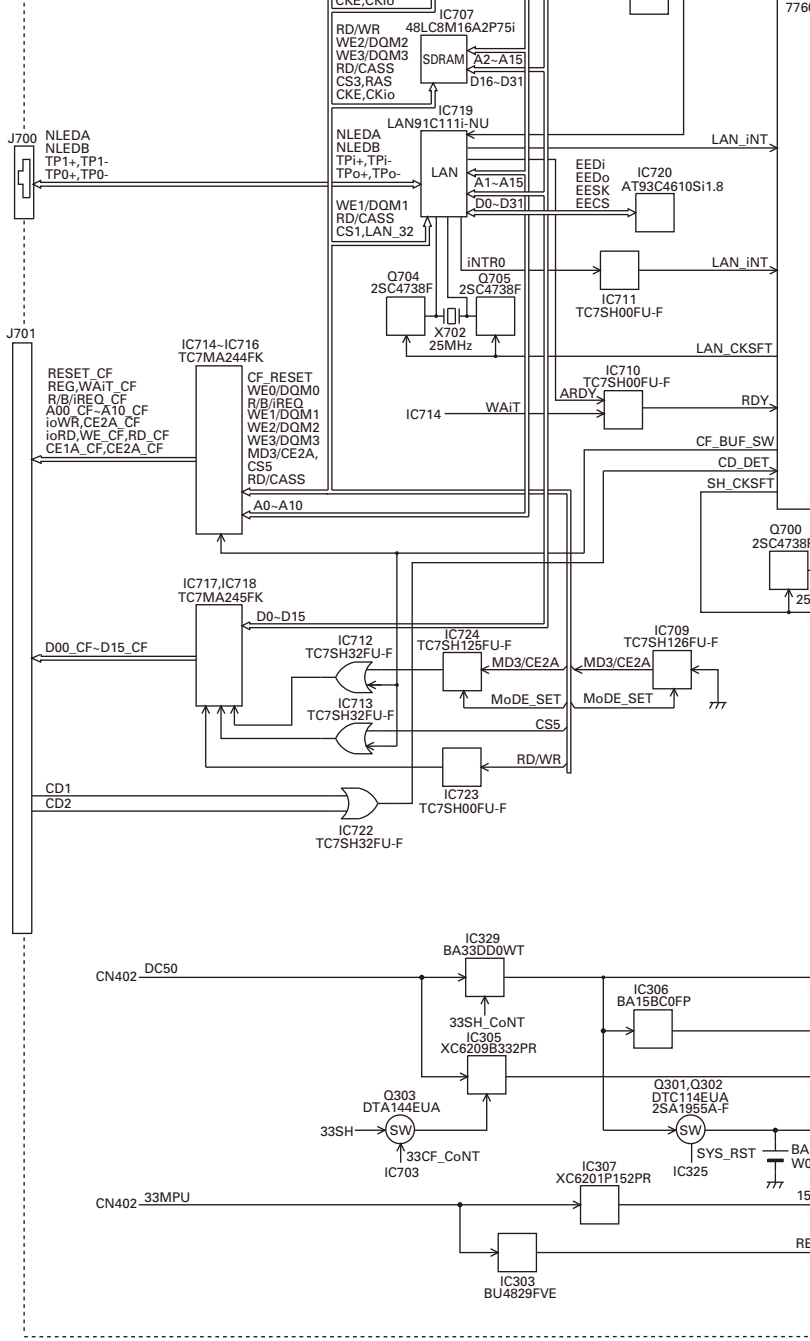 CKE,CKio
IC707
48LC8M16A2P75i
RD/WR
WE2/DQM2
WE3/DQM3
RD/CASS
CS3,RAS
CKE,CKio
SDRAM
A2~A15
D16~D31
7760
J700
NLEDA
NLEDB
TP1+,TP1-
TP0+,TP0-
IC719
LAN91C111i-NU
NLEDA
NLEDB
TPi+,TPi-
TPo+,TPo-
LAN
WE1/DQM1
RD/CASS
CS1,LAN_32
A1~A15
D0~D31
EEDi
EEDo
EESK
EECS
IC720
AT93C4610Si1.8
LAN_iNT
iNTR0
LAN_iNT
IC711
TC7SH00FU-F
Q704
2SC4738F
Q705
2SC4738F
X702
25MHz
LAN_CKSFT
J701
IC714~IC716
TC7MA244FK
RESET_CF
REG,WAiT_CF
R/B/iREQ_CF
A00_CF~A10_CF
ioWR,CE2A_CF
ioRD,WE_CF,RD_CF
CE1A_CF,CE2A_CF
CF_RESET
WE0/DQM0
R/B/iREQ
WE1/DQM1
WE2/DQM2
WE3/DQM3
MD3/CE2A,
CS5
RD/CASS
A0~A10
IC710
TC7SH00FU-F
ARDY
IC714
WAiT
RDY
CF_BUF_SW
CD_DET
SH_CKSFT
Q700
2SC4738F
25
IC717,IC718
TC7MA245FK
D0~D15
D00_CF~D15_CF
IC712
TC7SH32FU-F
IC724
TC7SH125FU-F
IC709
TC7SH126FU-F
MD3/CE2A
MD3/CE2A
MoDE_SET
MoDE_SET
IC713
TC7SH32FU-F
CS5
RD/WR
IC723
TC7SH00FU-F
CD1
CD2
IC722
TC7SH32FU-F
IC329
BA33DD0WT
CN402
DC50
33SH_CoNT
IC306
BA15BC0FP
IC305
XC6209B332PR
Q303
DTA144EUA
33SH
SW
33CF_CoNT
IC703
Q301,Q302
DTC114EUA
2SA1955A-F
SW
SYS_RST
IC325
BA
W0
IC307
XC6201P152PR
CN402
33MPU
15
RE
IC303
BU4829FVE